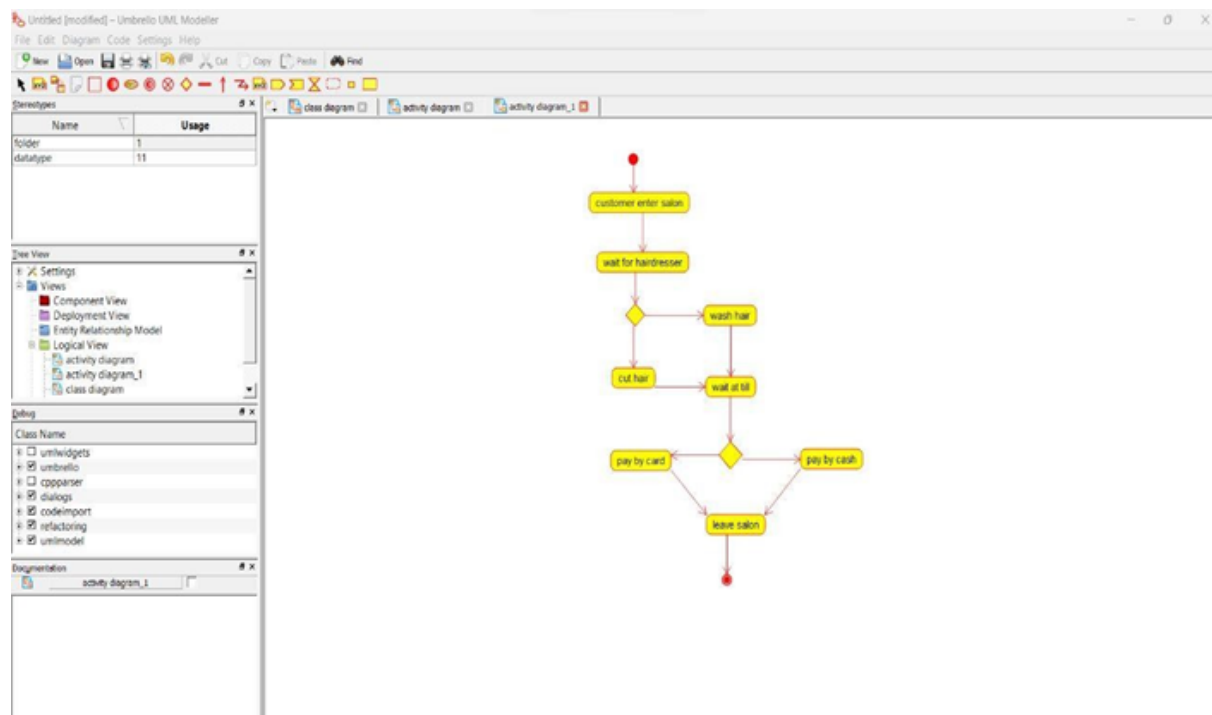 Untitled [modified] – Umbrello UML Modeller
File Edit Diagram Code Settings Help
New Open Cut Copy Paste Find
Stereotypes
class diagram activity diagram activity diagram_1
Name Usage
folder 1
datatype 11
Tree View
Settings
Views
Component View
Deployment View
Entity Relationship Model
Logical View
activity diagram
activity diagram_1
class diagram
Debug
Class Name
umlwidgets
umbrello
cppparser
dialogs
codeimport
refactoring
umlmodel
Documentation
activity diagram_1
customer enter salon
wait for hairdresser
wash hair
cut hair
wait at till
pay by card
pay by cash
leave salon